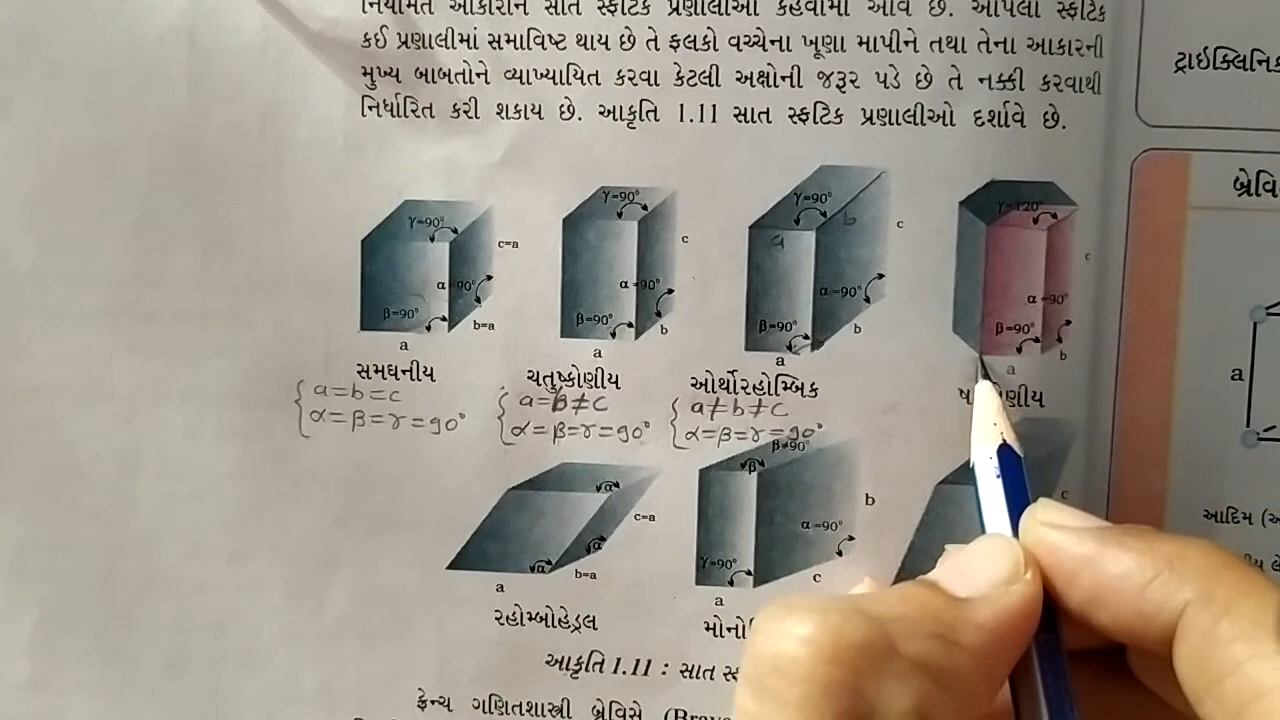 નિયમિત આકારોને સાત સ્ફટિક પ્રણાલીઓ કહેવામાં આવે છે. આપેલો સ્ફટિક
કઈ પ્રણાલીમાં સમાવિષ્ટ થાય છે તે ફલકો વચ્ચેના ખૂણા માપીને તથા તેના આકારની
મુખ્ય બાબતોને વ્યાખ્યાયિત કરવા કેટલી અક્ષોની જરૂર પડે છે તે નક્કી કરવાથી
નિર્ધારિત કરી શકાય છે. આકૃતિ 1.11 સાત સ્ફટિક પ્રણાલીઓ દર્શાવે છે.
γ=90°
c=a
α=90°
β=90°
b=a
a
સમઘનીય
a=b=c
α=β=r=90°
γ=90°
c
α=90°
β=90°
b
a
ચતુષ્કોણીય
a=b≠c
α=β=r=90°
γ=90°
a b
c
α=90°
β=90°
b
a
ઓર્થોરહોમ્બિક
a≠b≠c
α=β=r=90°
γ=120°
c
α=90°
β=90°
b
a
α
c=a
α
α
b=a
a
રહોમ્બોહેડ્રલ
β≠90°
β
b
α=90°
γ=90°
c
a
c
આકૃતિ 1.11 : સાત
ફ્રેન્ચ ગણિતશાસ્ત્રી બ્રેવિસે
a